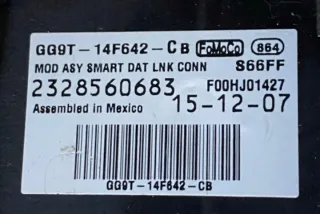 GG9T-14F642-CB FoMoCo 864
MOD ASY SMART DAT LNK CONN S66FF
2328560683 F00HJ01427
Assembled in Mexico 15-12-07
GG9T-14F642-CB